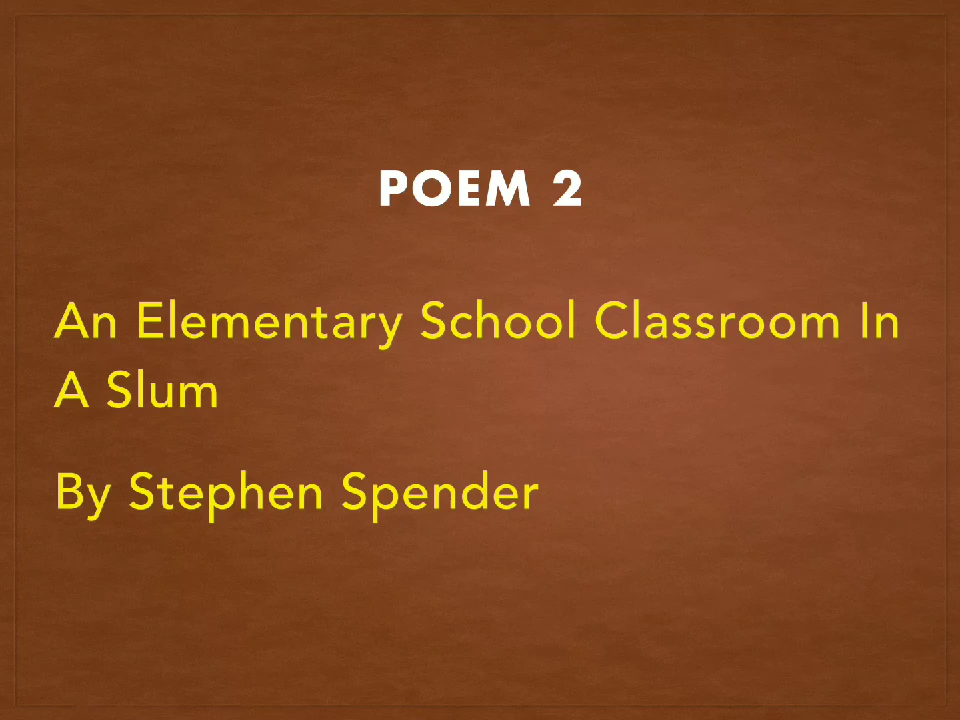 POEM 2
An Elementary School Classroom In
A Slum
By Stephen Spender